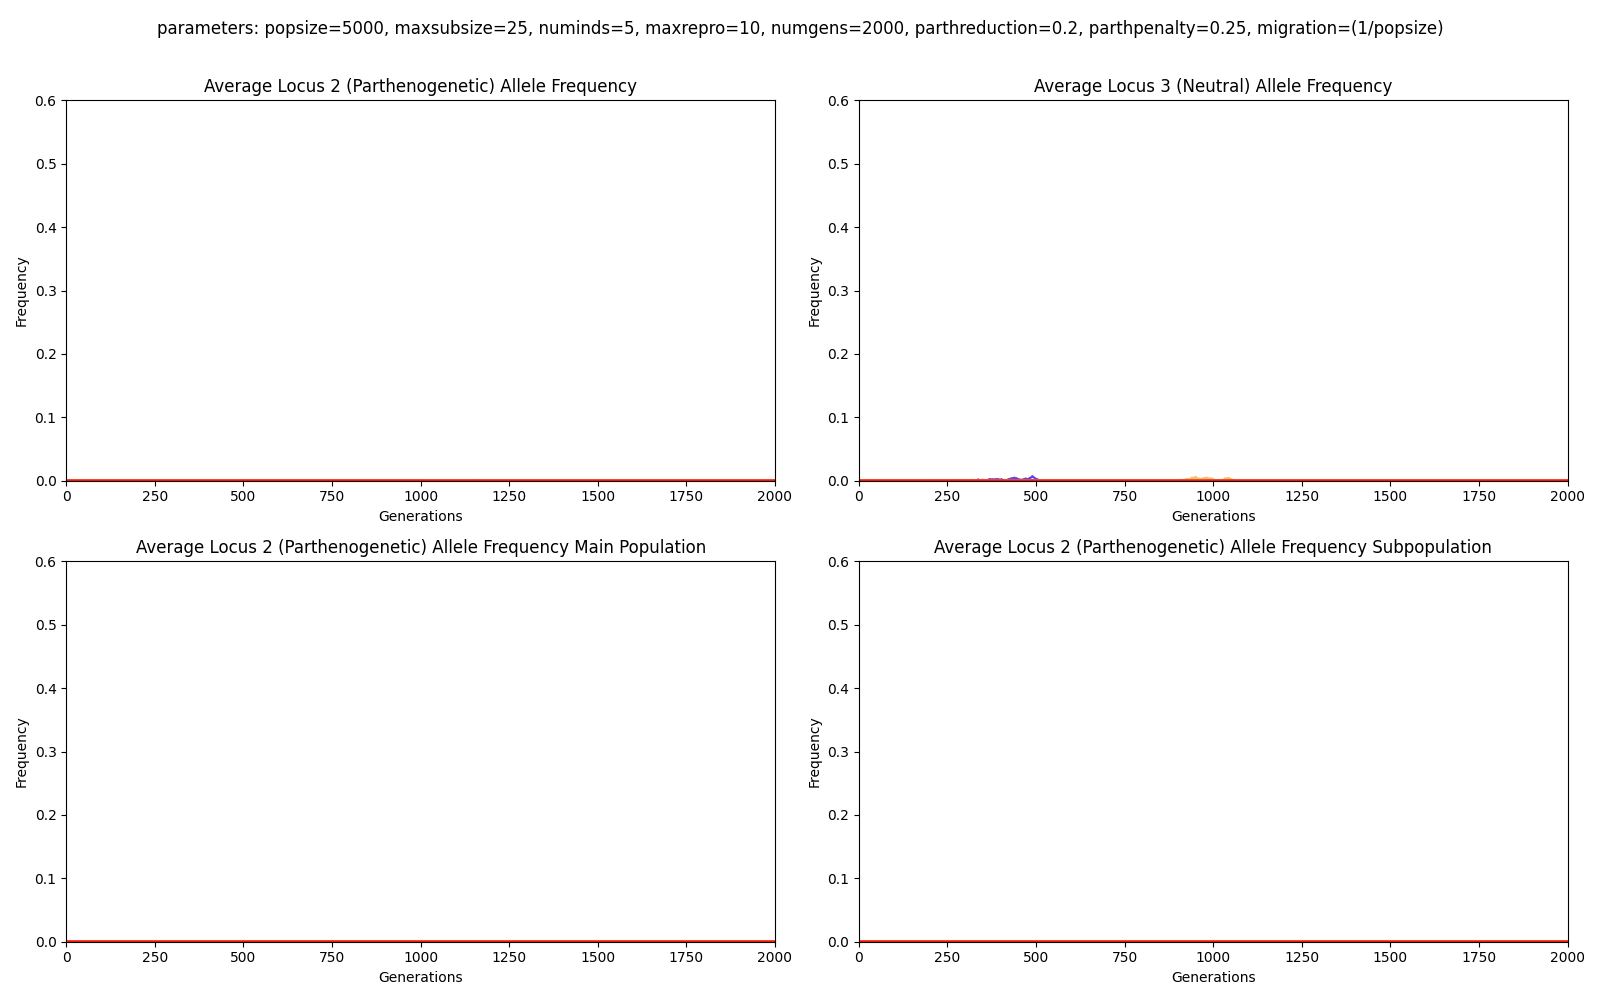 parameters: popsize=5000, maxsubsize=25, numinds=5, maxrepro=10, numgens=2000, parthreduction=0.2, parthpenalty=0.25, migration=(1/popsize)
Average Locus 2 (Parthenogenetic) Allele Frequency
0.6
0.5
0.4
0.3
0.2
0.1
0.0
Frequency
0 250 500 750 1000 1250 1500 1750 2000
Generations
Average Locus 3 (Neutral) Allele Frequency
0.6
0.5
0.4
0.3
0.2
0.1
0.0
Frequency
0 250 500 750 1000 1250 1500 1750 2000
Generations
Average Locus 2 (Parthenogenetic) Allele Frequency Main Population
0.6
0.5
0.4
0.3
0.2
0.1
0.0
Frequency
0 250 500 750 1000 1250 1500 1750 2000
Generations
Average Locus 2 (Parthenogenetic) Allele Frequency Subpopulation
0.6
0.5
0.4
0.3
0.2
0.1
0.0
Frequency
0 250 500 750 1000 1250 1500 1750 2000
Generations